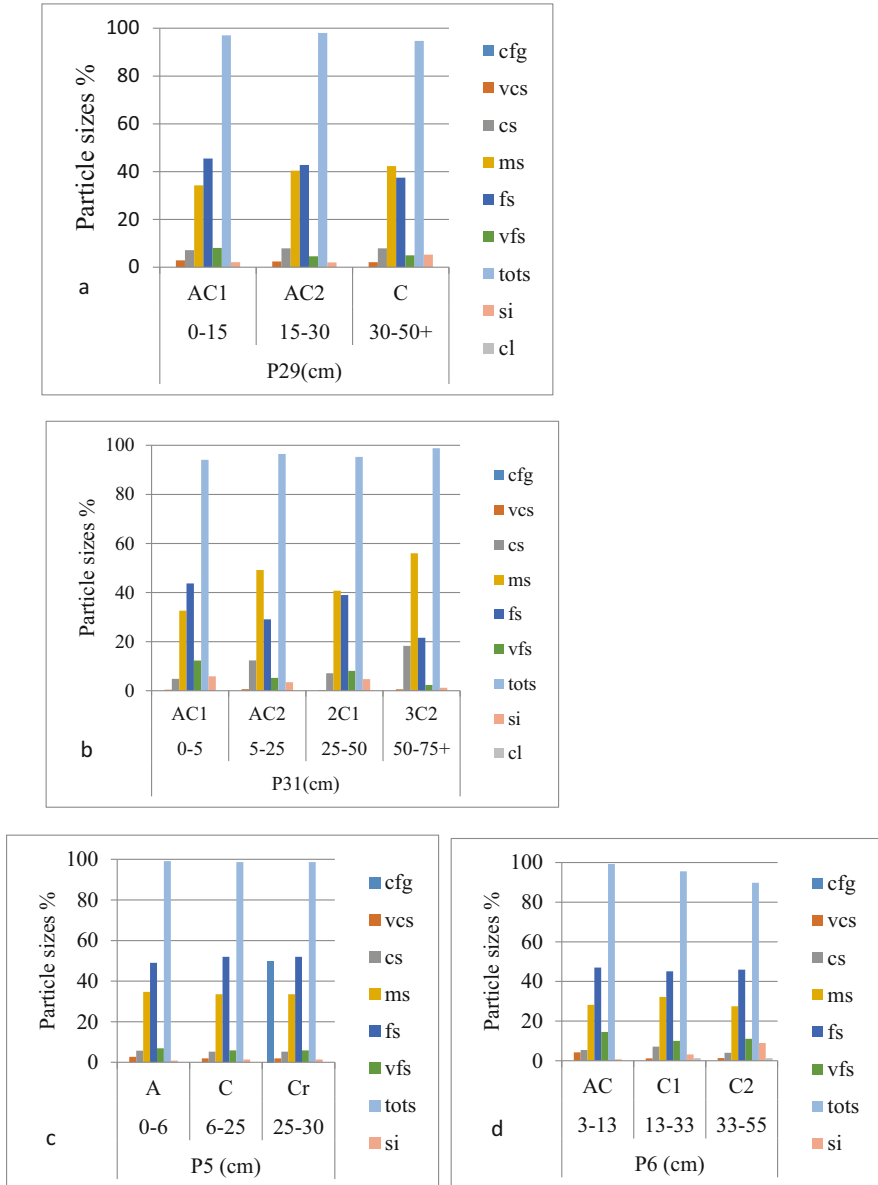 100
80
60
40
20
0
Particle sizes %
AC1 AC2 C
0-15 15-30 30-50+
P29(cm)
a
cfg
vcs
cs
ms
fs
vfs
tots
si
cl
100
80
60
40
20
0
Particle sizes %
AC1 AC2 2C1 3C2
0-5 5-25 25-50 50-75+
P31(cm)
b
cfg
vcs
cs
ms
fs
vfs
tots
si
cl
100
80
60
40
20
0
Particle sizes %
A C Cr
0-6 6-25 25-30
P5 (cm)
c
cfg
vcs
cs
ms
fs
vfs
tots
si
100
80
60
40
20
0
Particle sizes %
AC C1 C2
3-13 13-33 33-55
P6 (cm)
d
cfg
vcs
cs
ms
fs
vfs
tots
si